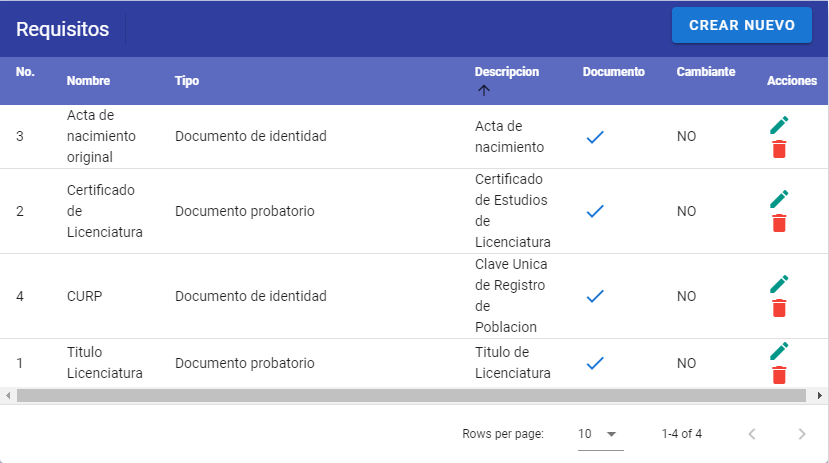 Requisitos
CREAR NUEVO
No. Nombre Tipo Descripcion Documento Cambiante Acciones
3 Acta de nacimiento original Documento de identidad Acta de nacimiento NO
2 Certificado de Licenciatura Documento probatorio Certificado de Estudios de Licenciatura NO
4 CURP Documento de identidad Clave Unica de Registro de Poblacion NO
1 Titulo Licenciatura Documento probatorio Titulo de Licenciatura NO
Rows per page: 10 1-4 of 4